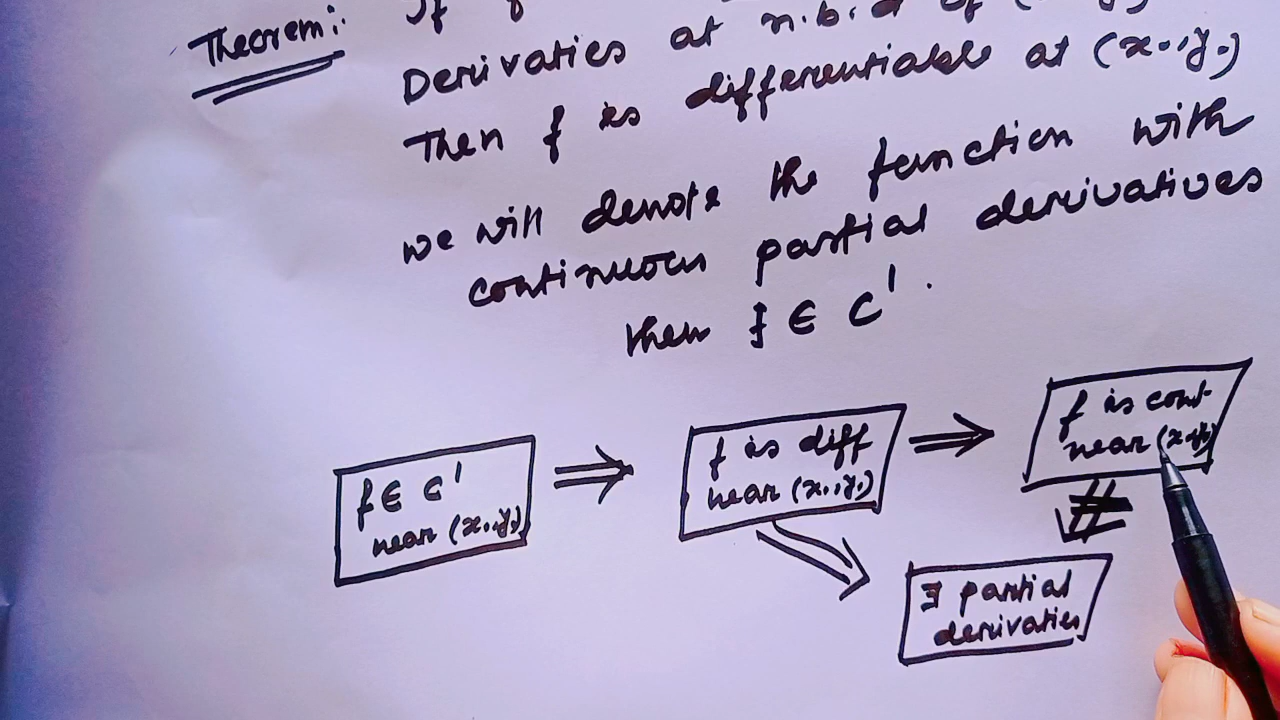 Theorem:
Derivaties at n.b.d of
Then f is differentiable at (x₀,y₀)
we will denote the function with
continuous partial derivatives
then f ∈ C¹.
f ∈ C¹
near (x₀,y₀)
⇒
f is diff
near (x₀,y₀)
⇒
f is cont
near (x₀,y₀)
∃ partial
derivaties